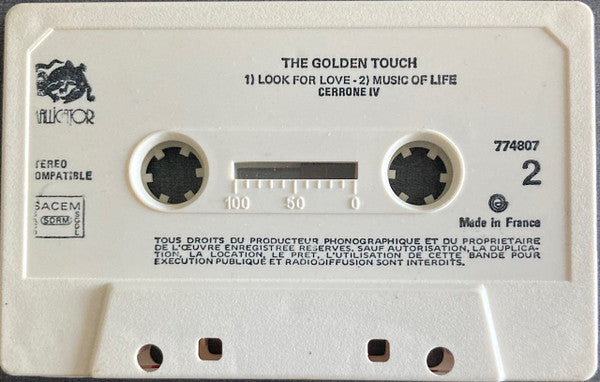 THE GOLDEN TOUCH
1) LOOK FOR LOVE - 2) MUSIC OF LIFE
CERRONE IV
MALLIGATOR
774807
2
TEREO
OMPATIBLE
SACEM
SDRM
SGDL
100 50 0
Made in France
TOUS DROITS DU PRODUCTEUR PHONOGRAPHIQUE ET DU PROPRIETAIRE
DE L'ŒUVRE ENREGISTREE RESERVES. SAUF AUTORISATION, LA DUPLICA-
TION, LA LOCATION, LE PRET, L'UTILISATION DE CETTE BANDE POUR
EXECUTION PUBLIQUE ET RADIODIFFUSION SONT INTERDITS.